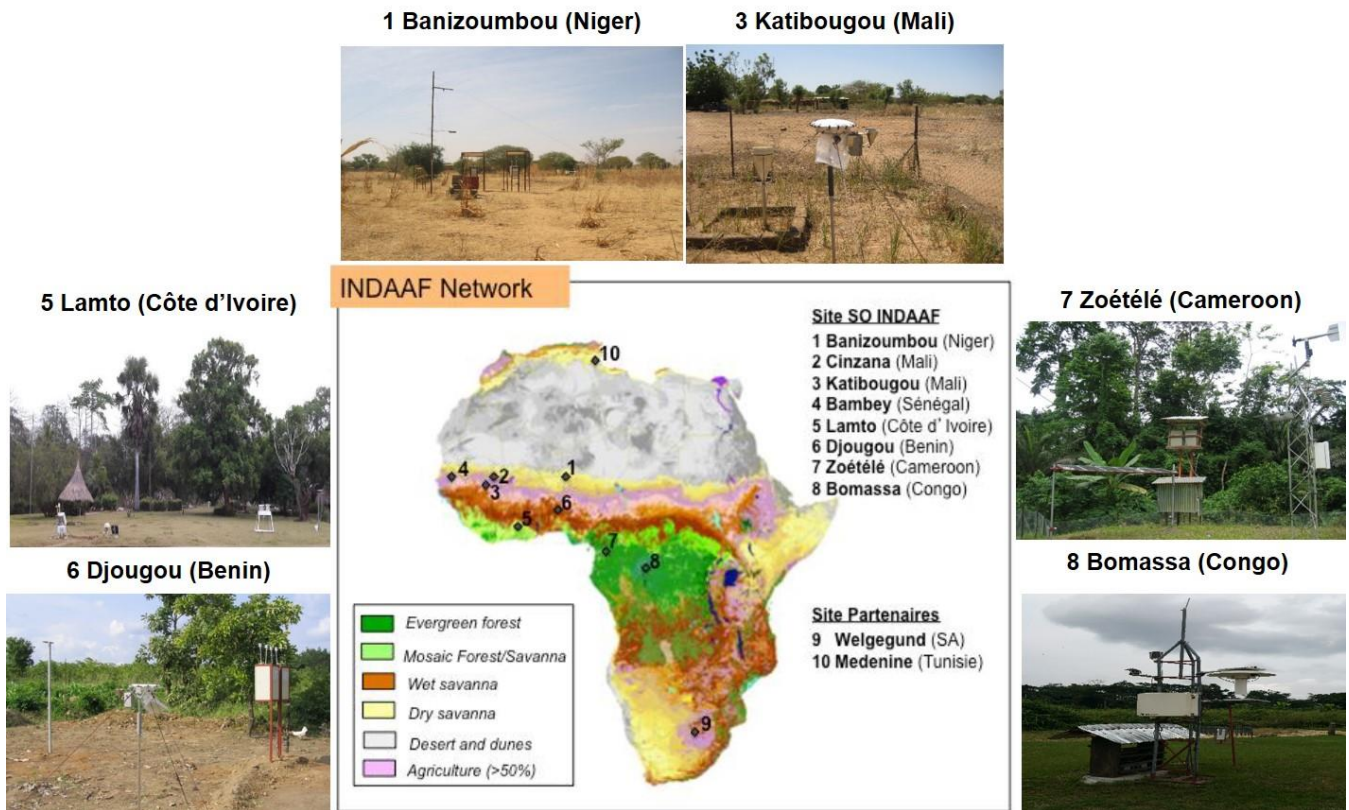 1 Banizoumbou (Niger)
3 Katibougou (Mali)
5 Lamto (Côte d’Ivoire)
6 Djougou (Benin)
INDAAF Network
10
4
2
3
1
6
5
7
8
9
Evergreen forest
Mosaic Forest/Savanna
Wet savanna
Dry savanna
Desert and dunes
Agriculture (>50%)
Site SO INDAAF
1 Banizoumbou (Niger)
2 Cinzana (Mali)
3 Katibougou (Mali)
4 Bambey (Sénégal)
5 Lamto (Côte d’ Ivoire)
6 Djougou (Benin)
7 Zoétélé (Cameroon)
8 Bomassa (Congo)
Site Partenaires
9 Welgegund (SA)
10 Medenine (Tunisie)
7 Zoétélé (Cameroon)
8 Bomassa (Congo)